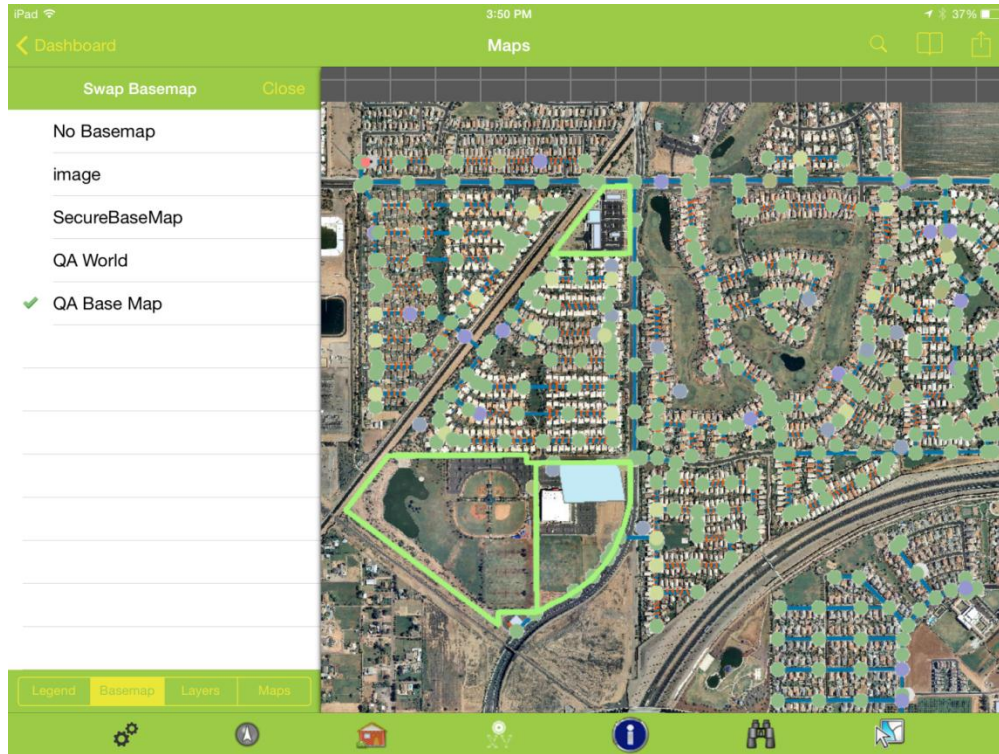 iPad 3:50 PM 37%
Dashboard Maps
Swap Basemap Close
No Basemap
image
SecureBaseMap
QA World
QA Base Map
Legend Basemap Layers Maps
i